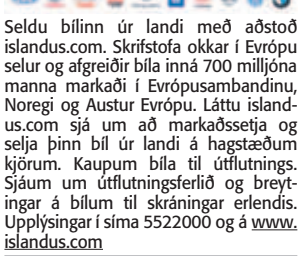 Seldu bílinn úr landi með aðstoð
islandus.com. Skrifstofa okkar í Evrópu
selur og afgreiðir bíla inná 700 milljóna
manna markaði í Evrópusambandinu,
Noregi og Austur Evrópu. Láttu island-
us.com sjá um að markaðssetja og
selja þinn bíl úr landi á hagstæðum
kjörum. Kaupum bíla til útflutnings.
Sjáum um útflutningsferlið og breyt-
ingar á bílum til skráningar erlendis.
Upplýsingar í síma 5522000 og á www.
islandus.com